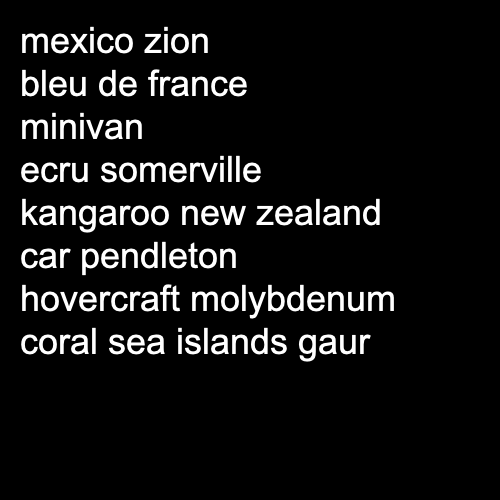 mexico zion
bleu de france
minivan
ecru somerville
kangaroo new zealand
car pendleton
hovercraft molybdenum
coral sea islands gaur